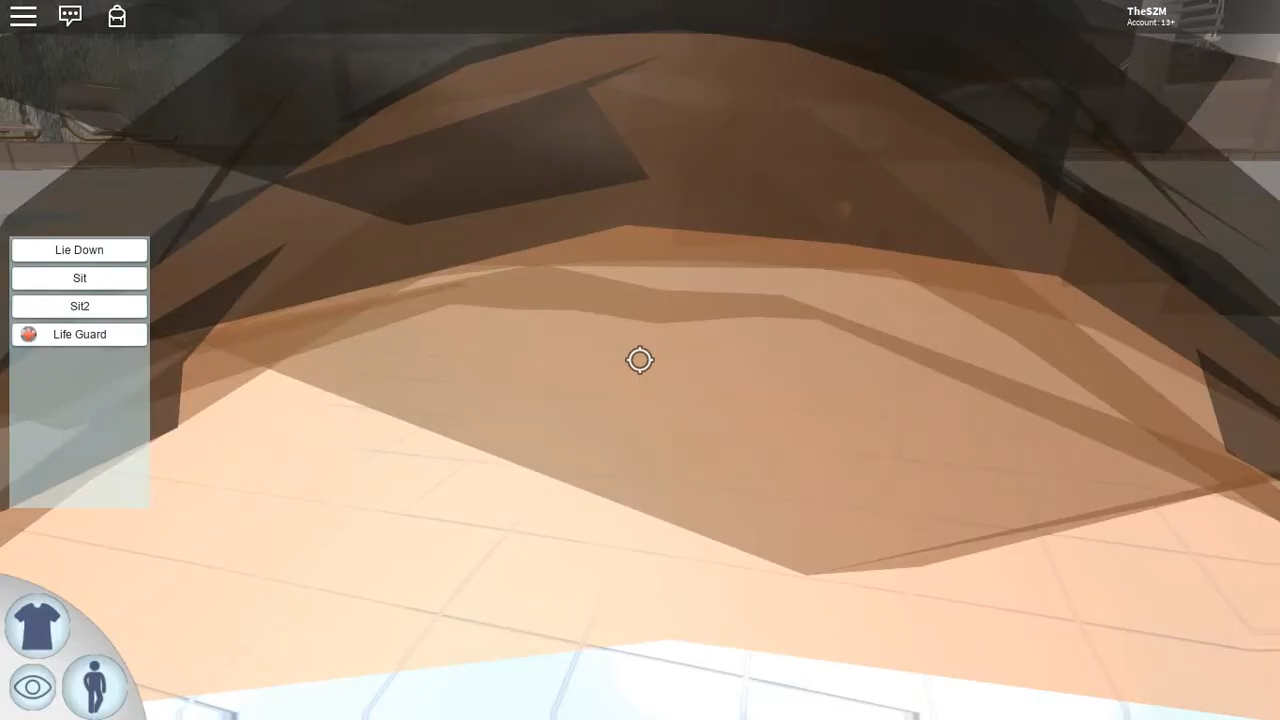 TheSZM
Account: 13+
Lie Down
Sit
Sit2
Life Guard